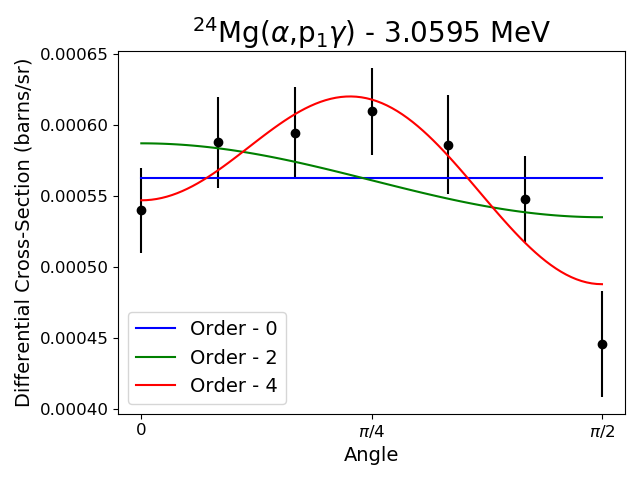 ²⁴Mg(α,p₁γ) - 3.0595 MeV
Differential Cross-Section (barns/sr)
0.00065
0.00060
0.00055
0.00050
0.00045
0.00040
Order - 0
Order - 2
Order - 4
0 π/4 π/2
Angle